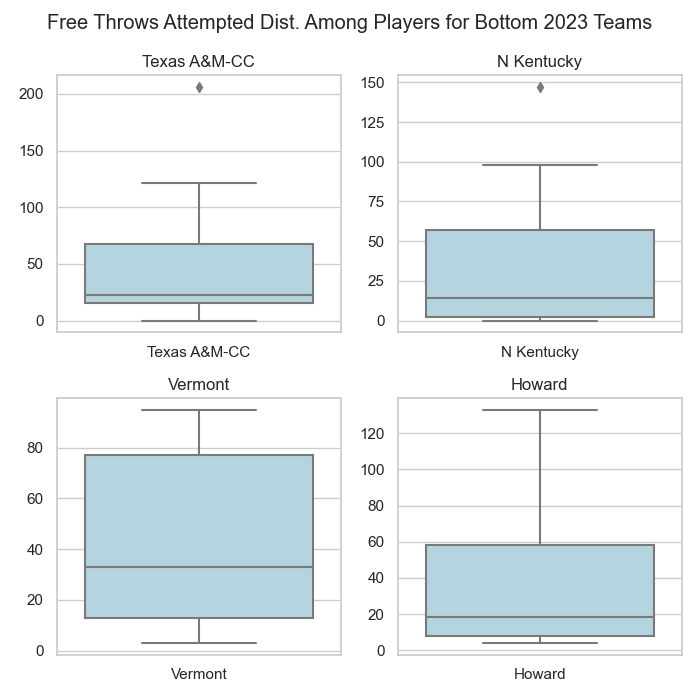 Free Throws Attempted Dist. Among Players for Bottom 2023 Teams
Texas A&M-CC
200
150
100
50
0
Texas A&M-CC
N Kentucky
150
125
100
75
50
25
0
N Kentucky
Vermont
80
60
40
20
0
Vermont
Howard
120
100
80
60
40
20
0
Howard